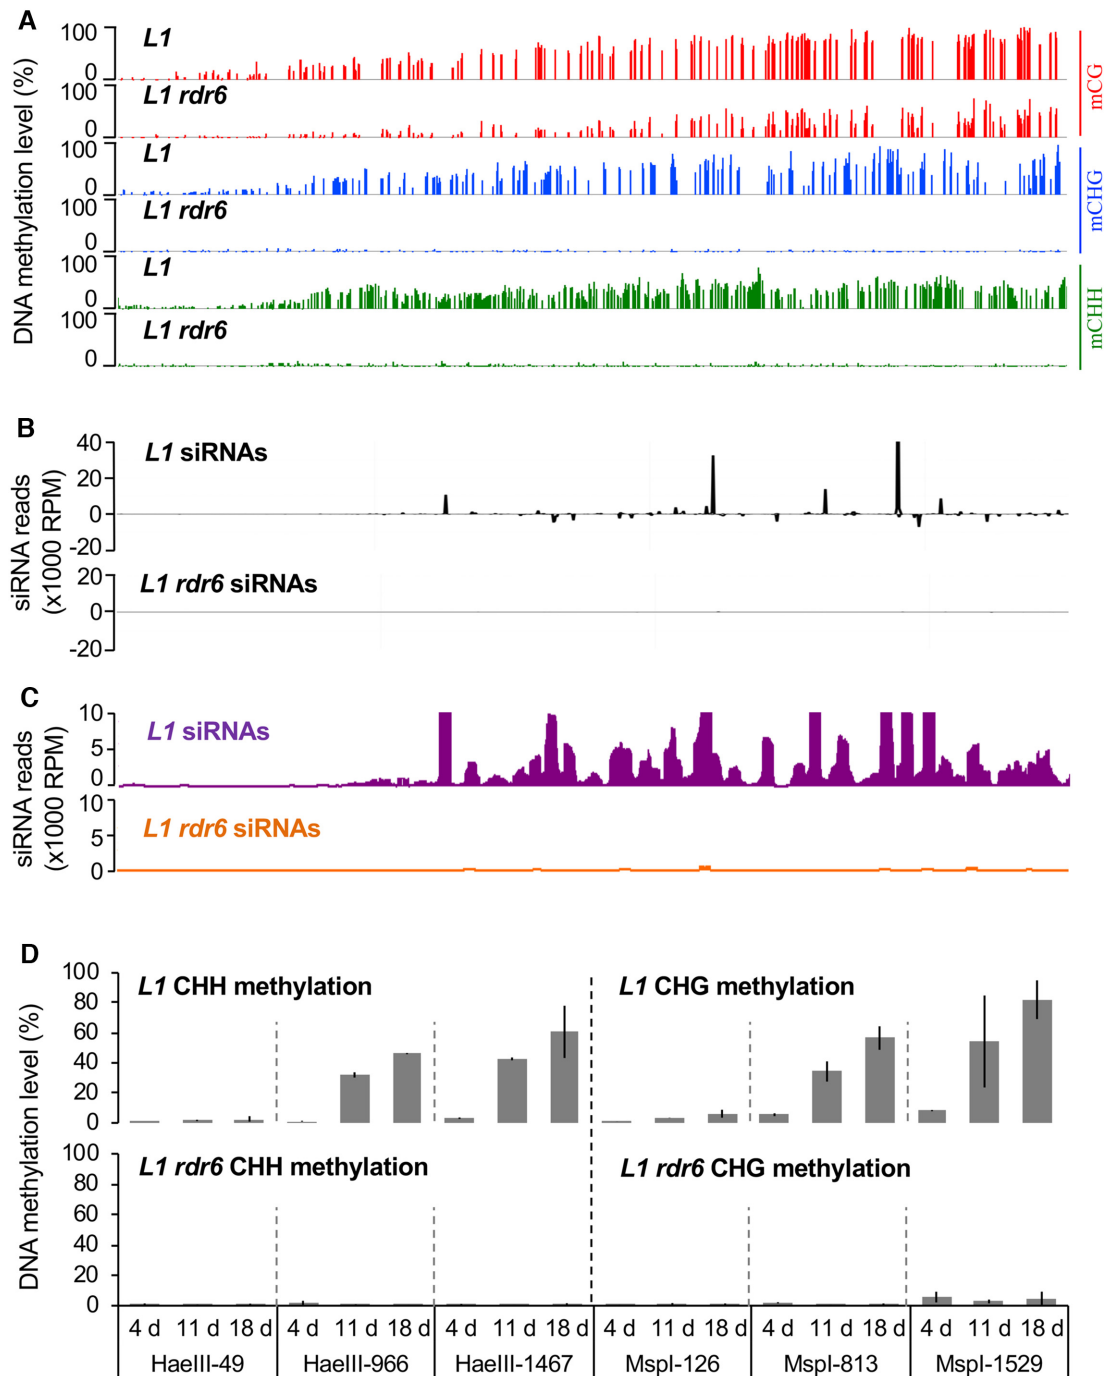 A
DNA methylation level (%)
100
0
L1
100
0
L1 rdr6
mCG
100
0
L1
100
0
L1 rdr6
mCHG
100
0
L1
100
0
L1 rdr6
mCHH
B
siRNA reads
(x1000 RPM)
40
20
0
-20
L1 siRNAs
20
0
-20
L1 rdr6 siRNAs
C
siRNA reads
(x1000 RPM)
10
5
0
L1 siRNAs
10
5
0
L1 rdr6 siRNAs
D
DNA methylation level (%)
100
80
60
40
20
0
L1 CHH methylation
L1 CHG methylation
100
80
60
40
20
0
L1 rdr6 CHH methylation
L1 rdr6 CHG methylation
4 d 11 d 18 d 4 d 11 d 18 d 4 d 11 d 18 d 4 d 11 d 18 d 4 d 11 d 18 d 4 d 11 d 18 d
HaeIII-49 HaeIII-966 HaeIII-1467 MspI-126 MspI-813 MspI-1529